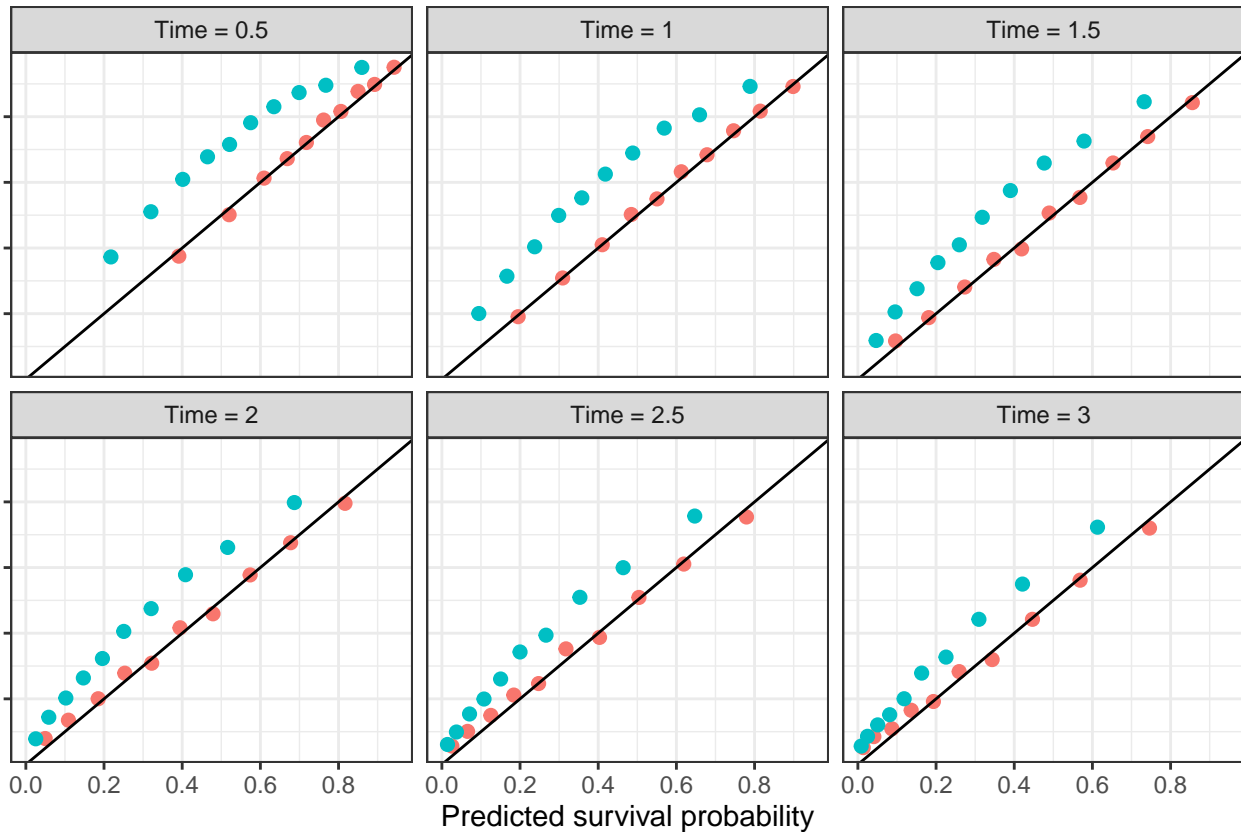 Time = 0.5 Time = 1 Time = 1.5
Time = 2 Time = 2.5 Time = 3
0.0 0.2 0.4 0.6 0.8 0.0 0.2 0.4 0.6 0.8 0.0 0.2 0.4 0.6 0.8
Predicted survival probability